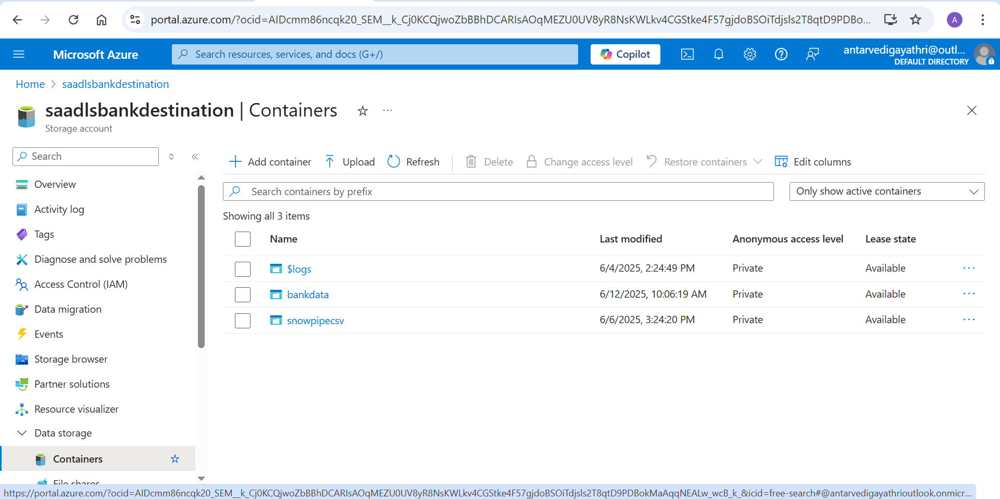 portal.azure.com/?ocid=AIDcmm86ncqk20_SEM__k_Cj0KCQjwoZbBBhDCARIsAOqMEZU0UV8yR8NsKWLkv4CGStke4F57gjdoBSOiTdjsls2T8qtD9PDBo...
A
Microsoft Azure
Search resources, services, and docs (G+/)
Copilot
antarvedigayathri@outl...
DEFAULT DIRECTORY
Home > saadlsbankdestination
saadlsbankdestination | Containers
Storage account
Search
Add container Upload Refresh Delete Change access level Restore containers Edit columns
Overview
Activity log
Tags
Diagnose and solve problems
Access Control (IAM)
Data migration
Events
Storage browser
Partner solutions
Resource visualizer
Data storage
Containers
File shares
Search containers by prefix
Only show active containers
Showing all 3 items
Name Last modified Anonymous access level Lease state
$logs 6/4/2025, 2:24:49 PM Private Available
bankdata 6/12/2025, 10:06:19 AM Private Available
snowpipecsv 6/6/2025, 3:24:20 PM Private Available
https://portal.azure.com/?ocid=AIDcmm86ncqk20_SEM__k_Cj0KCQjwoZbBBhDCARIsAOqMEZU0UV8yR8NsKWLkv4CGStke4F57gjdoBSOiTdjsls2T8qtD9PDBokMaAqqNEALw_wcB_k_&icid=free-search#@antarvedigayathrioutlook.onmicr...